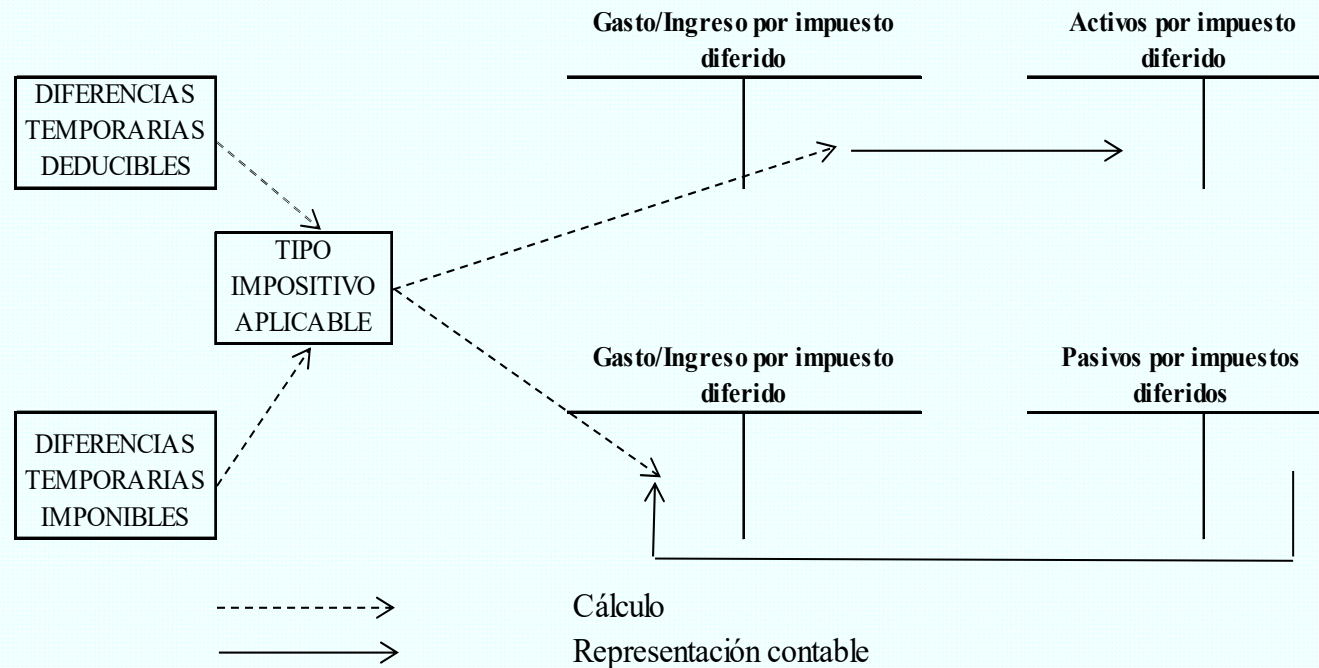 Gasto/Ingreso por impuesto
diferido
Activos por impuesto
diferido
DIFERENCIAS
TEMPORARIAS
DEDUCIBLES
TIPO
IMPOSITIVO
APLICABLE
Gasto/Ingreso por impuesto
diferido
Pasivos por impuestos
diferidos
DIFERENCIAS
TEMPORARIAS
IMPONIBLES
Cálculo
Representación contable